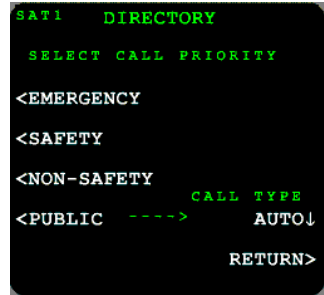 SAT1 DIRECTORY
SELECT CALL PRIORITY
<EMERGENCY
<SAFETY
<NON-SAFETY
CALL TYPE
<PUBLIC ----> AUTO↓
RETURN>